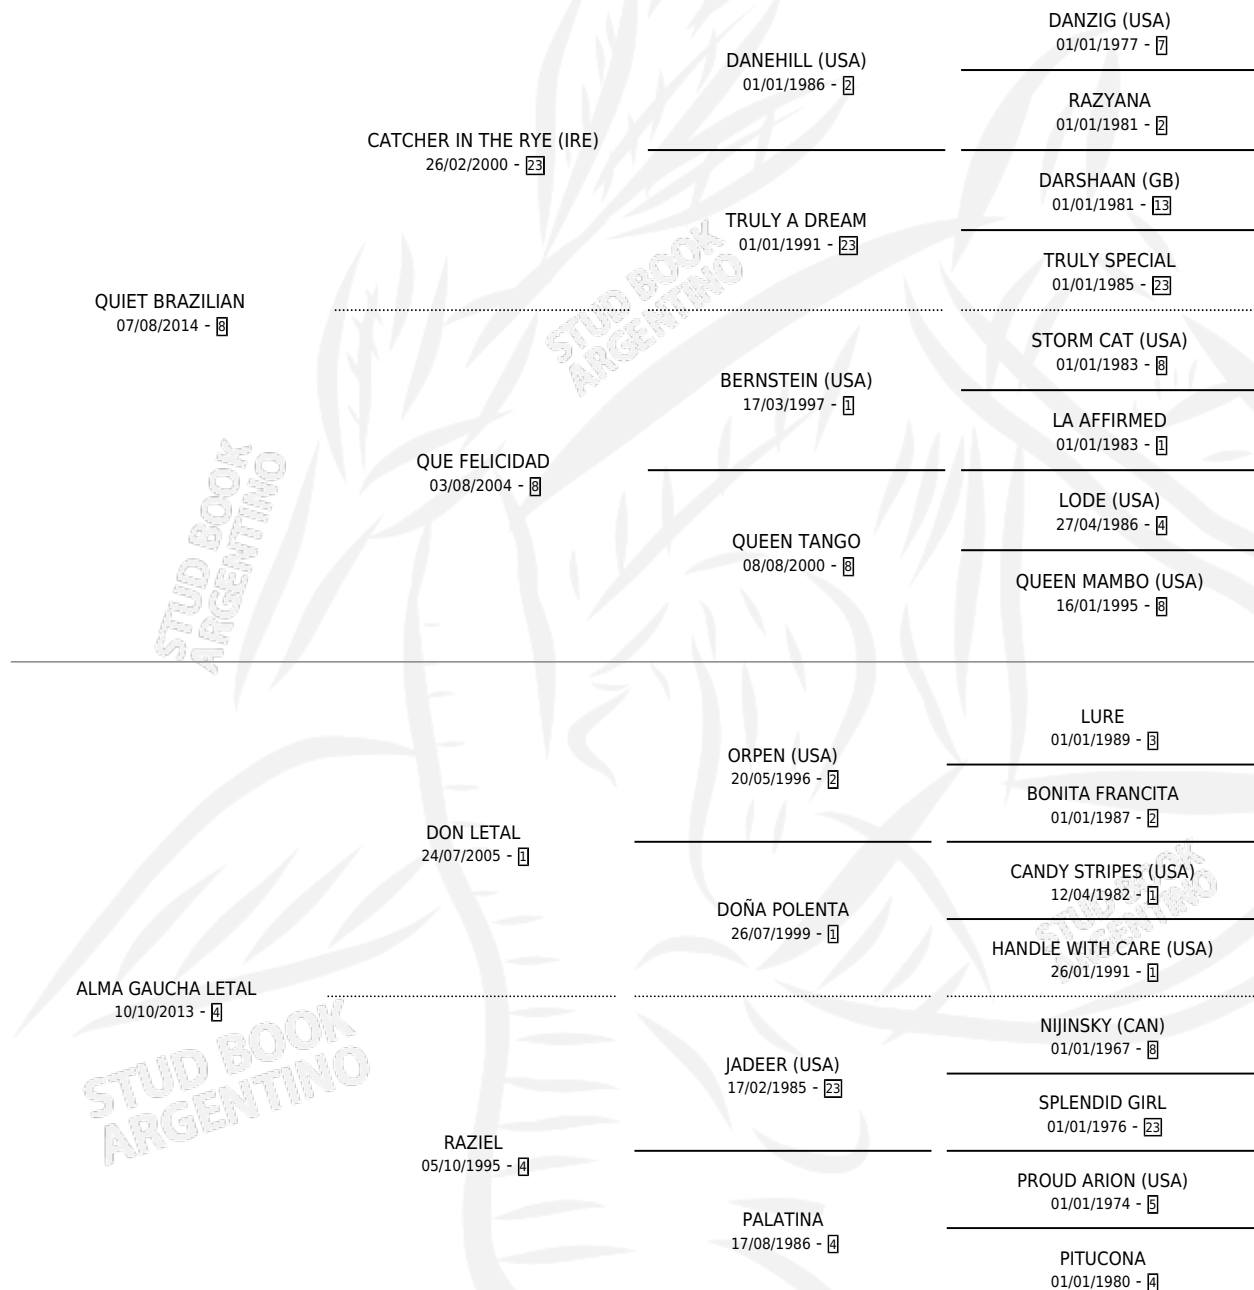 DANZIG (USA)
01/01/1977 - 7
DANEHILL (USA)
01/01/1986 - 2
RAZYANA
01/01/1981 - 2
CATCHER IN THE RYE (IRE)
26/02/2000 - 23
DARSHAAN (GB)
01/01/1981 - 13
TRULY A DREAM
01/01/1991 - 23
TRULY SPECIAL
01/01/1985 - 23
QUIET BRAZILIAN
07/08/2014 - 8
STORM CAT (USA)
01/01/1983 - 8
BERNSTEIN (USA)
17/03/1997 - 1
LA AFFIRMED
01/01/1983 - 1
QUE FELICIDAD
03/08/2004 - 8
LODE (USA)
27/04/1986 - 4
QUEEN TANGO
08/08/2000 - 8
QUEEN MAMBO (USA)
16/01/1995 - 8
LURE
01/01/1989 - 3
ORPEN (USA)
20/05/1996 - 2
BONITA FRANCITA
01/01/1987 - 2
DON LETAL
24/07/2005 - 1
CANDY STRIPES (USA)
12/04/1982 - 1
DOÑA POLENTA
26/07/1999 - 1
HANDLE WITH CARE (USA)
26/01/1991 - 1
ALMA GAUCHA LETAL
10/10/2013 - 4
NIJINSKY (CAN)
01/01/1967 - 8
JADEER (USA)
17/02/1985 - 23
SPLENDID GIRL
01/01/1976 - 23
RAZIEL
05/10/1995 - 4
PROUD ARION (USA)
01/01/1974 - 5
PALATINA
17/08/1986 - 4
PITUCONA
01/01/1980 - 4
STUD BOOK
ARGENTINO
STUD BOOK
ARGENTINO
STUD BOOK
ARGENTINO
STUD BOOK
ARGENTINO